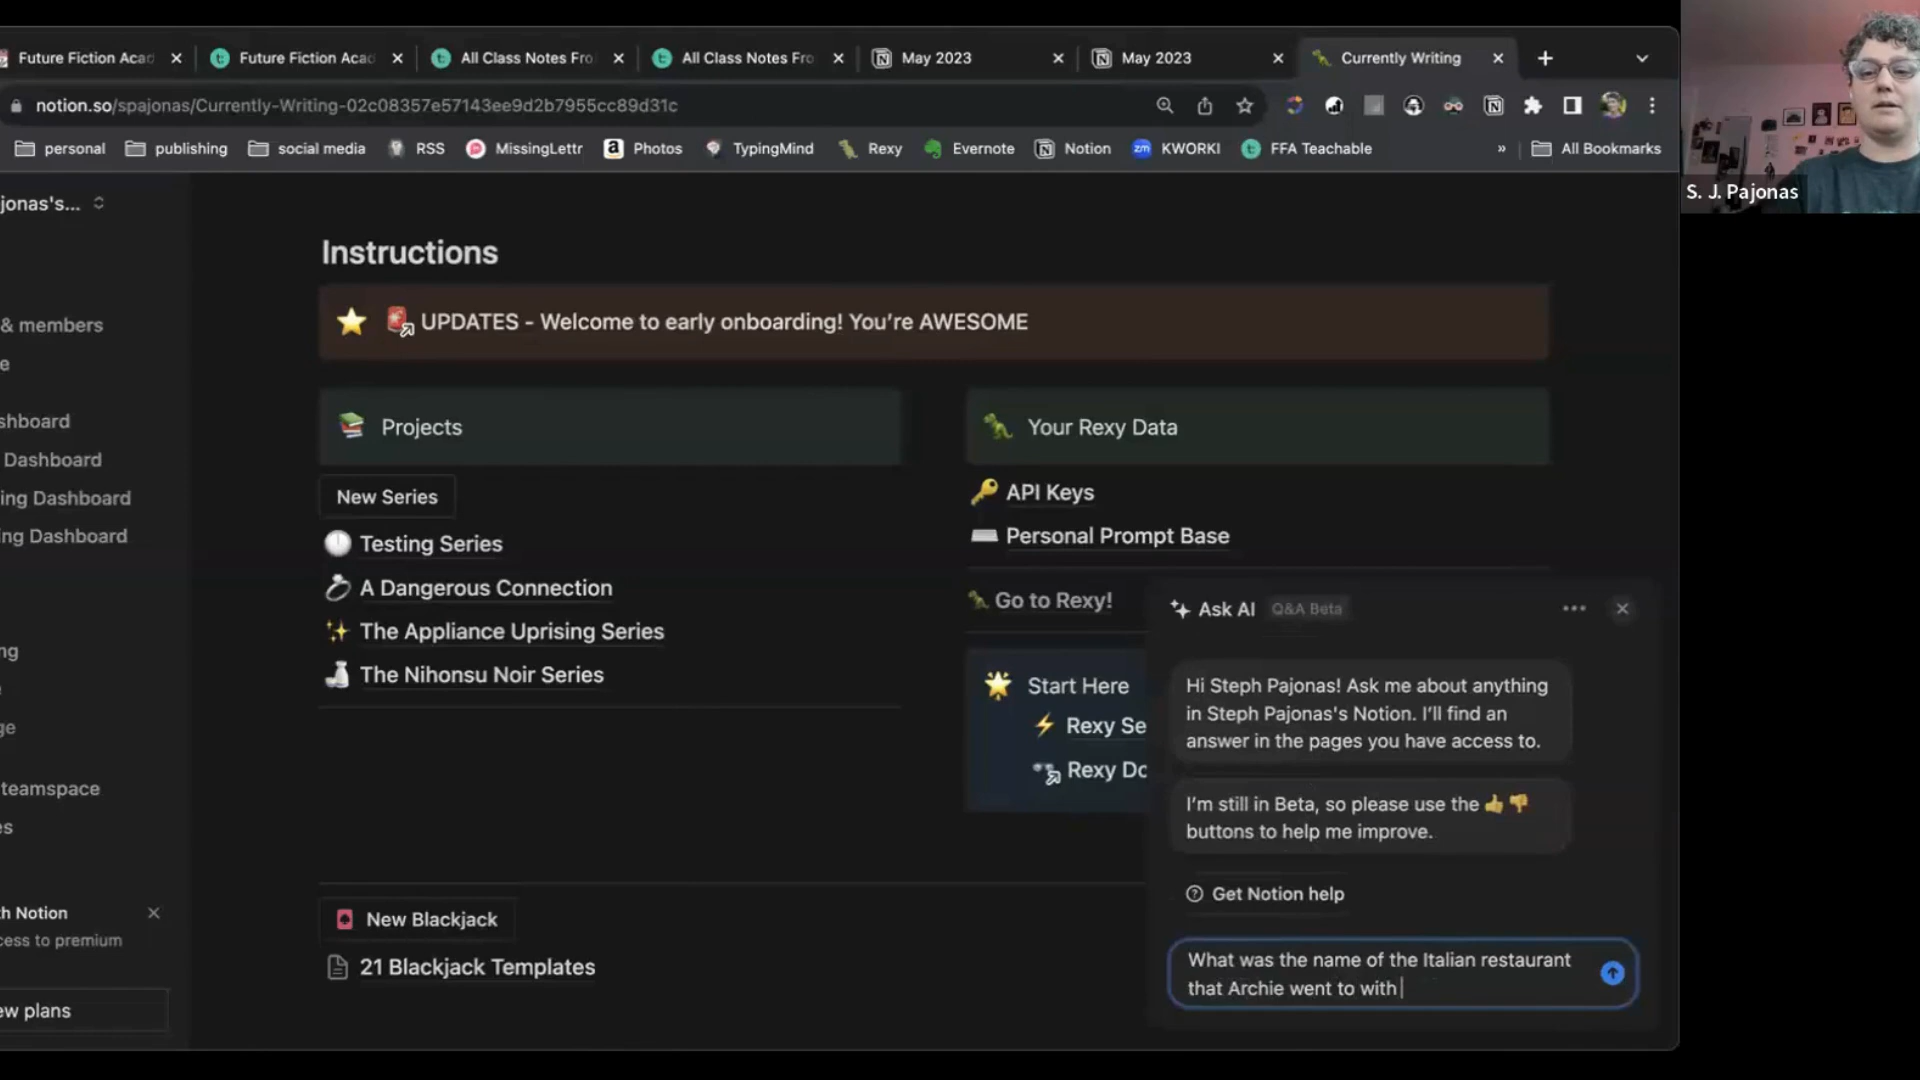 Future Fiction Acad
Future Fiction Acac
All Class Notes Fro
All Class Notes Fro
May 2023
May 2023
Currently Writing
notion.so/spajonas/Currently-Writing-02c08357e57143ee9d2b7955cc89d31c
personal
publishing
social media
RSS
MissingLettr
Photos
TypingMind
Rexy
Evernote
Notion
KWORKI
FFA Teachable
»
All Bookmarks
S. J. Pajonas
jonas's...
& members
e
shboard
Dashboard
ing Dashboard
ng Dashboard
ng
e
ge
teamspace
es
th Notion
cess to premium
ew plans
Instructions
UPDATES - Welcome to early onboarding! You're AWESOME
Projects
New Series
Testing Series
A Dangerous Connection
The Appliance Uprising Series
The Nihonsu Noir Series
New Blackjack
21 Blackjack Templates
Your Rexy Data
API Keys
Personal Prompt Base
Go to Rexy!
Start Here
Rexy Se
Rexy Do
Ask AI Q&A Beta
Hi Steph Pajonas! Ask me about anything
in Steph Pajonas's Notion. I'll find an
answer in the pages you have access to.
I'm still in Beta, so please use the 👍👎
buttons to help me improve.
Get Notion help
What was the name of the Italian restaurant
that Archie went to with